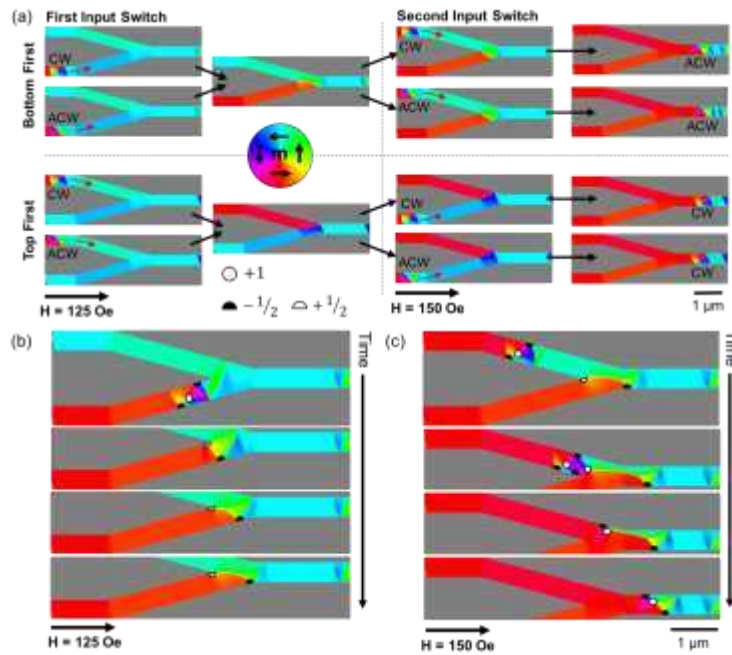 (a) First Input Switch Second Input Switch
Bottom First
CW CW ACW
ACW ACW ACW
m
Top First
CW CW CW
ACW ACW CW
+1
−1/2 +1/2
H = 125 Oe H = 150 Oe 1 μm
(b) Time (c) Time
H = 125 Oe H = 150 Oe 1 μm